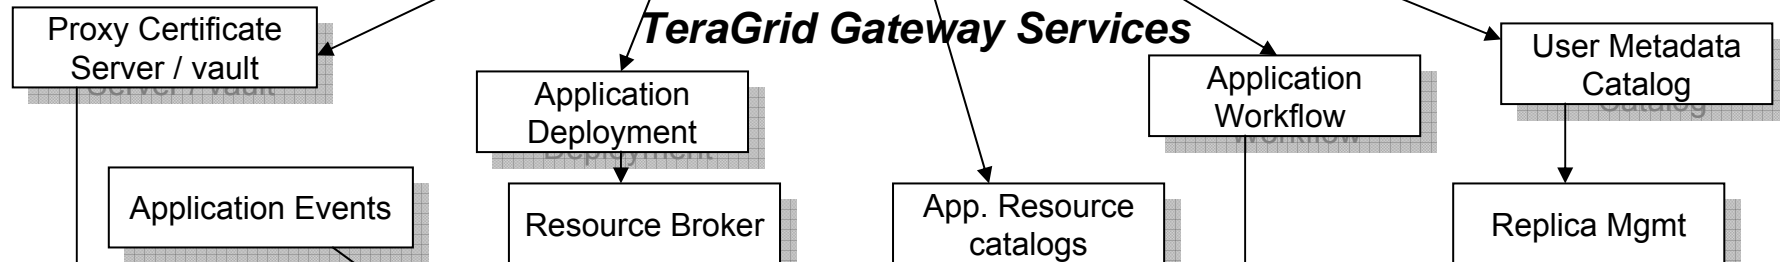 TeraGrid Gateway Services
Proxy Certificate
Server / vault
Application
Deployment
Application
Workflow
User Metadata
Catalog
Application Events
Resource Broker
App. Resource
catalogs
Replica Mgmt